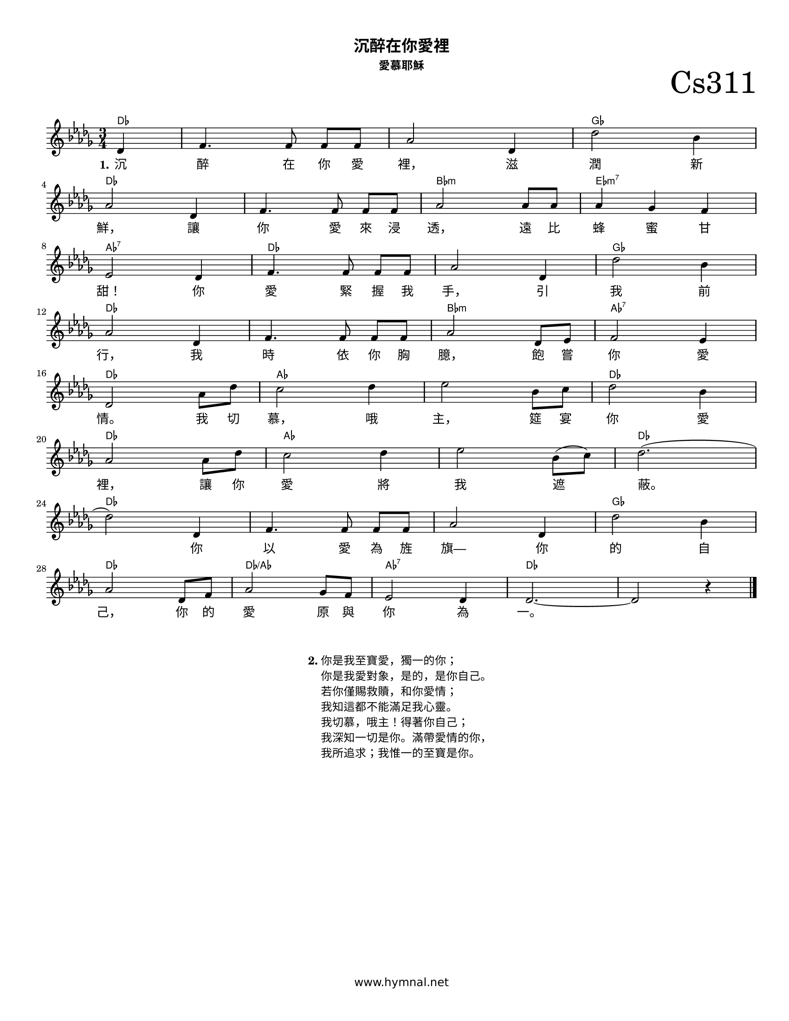 沉醉在你愛裡
愛慕耶穌
Cs311
D♭ G♭
1. 沉 醉 在 你 愛 裡, 滋 潤 新
4 D♭ B♭m E♭m7
鮮, 讓 你 愛 來 浸 透, 遠 比 蜂 蜜 甘
8 A♭7 D♭ G♭
甜! 你 愛 緊 握 我 手, 引 我 前
12 D♭ B♭m A♭7
行, 我 時 依 你 胸 臆, 飽 嘗 你 愛
16 D♭ A♭ D♭
情。 我 切 慕, 哦 主, 筵 宴 你 愛
20 D♭ A♭ D♭
裡, 讓 你 愛 將 我 遮 蔽。
24 D♭ G♭
你 以 愛 為 旌 旗— 你 的 自
28 D♭ D♭/A♭ A♭7 D♭
己, 你 的 愛 原 與 你 為 一。
2. 你是我至寶愛，獨一的你；
你是我愛對象，是的，是你自己。
若你僅賜救贖，和你愛情；
我知這都不能滿足我心靈。
我切慕，哦主！得著你自己；
我深知一切是你。滿帶愛情的你，
我所追求；我惟一的至寶是你。
www.hymnal.net